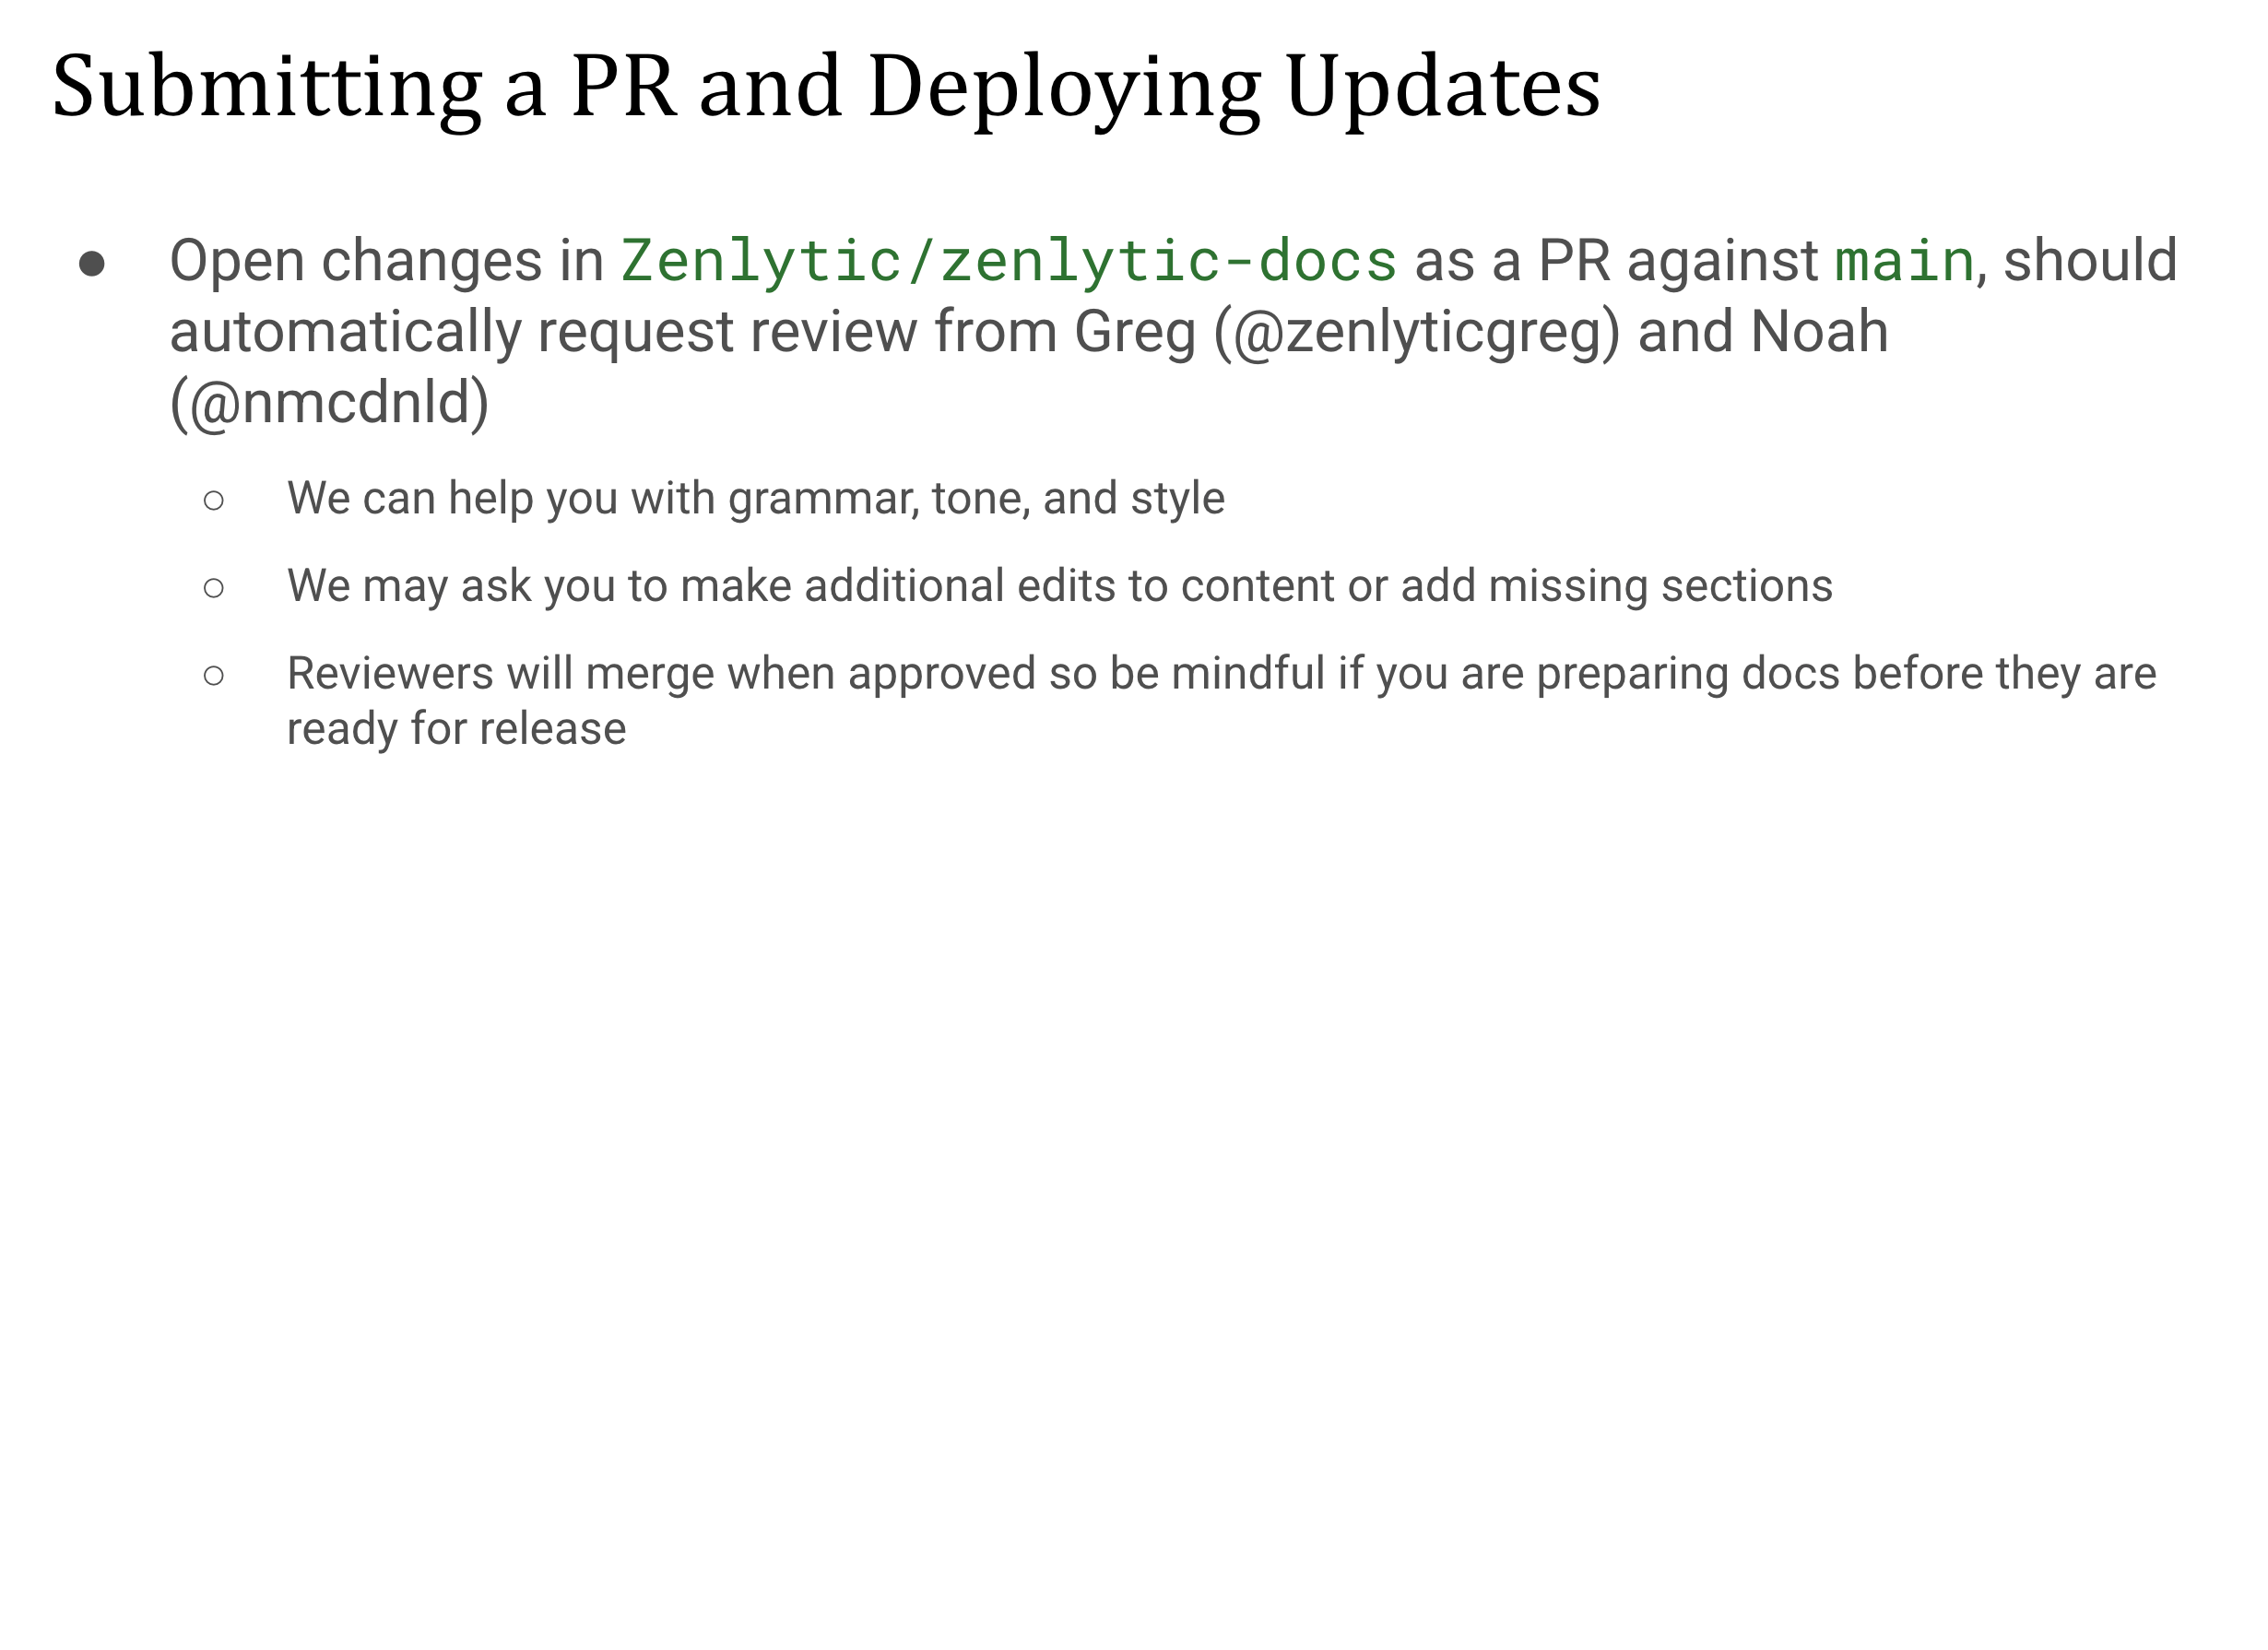 Submitting a PR and Deploying Updates
● Open changes in Zenlytic/zenlytic-docs as a PR against main, should
automatically request review from Greg (@zenlyticgreg) and Noah
(@nmcdnld)
○ We can help you with grammar, tone, and style
○ We may ask you to make additional edits to content or add missing sections
○ Reviewers will merge when approved so be mindful if you are preparing docs before they are
ready for release